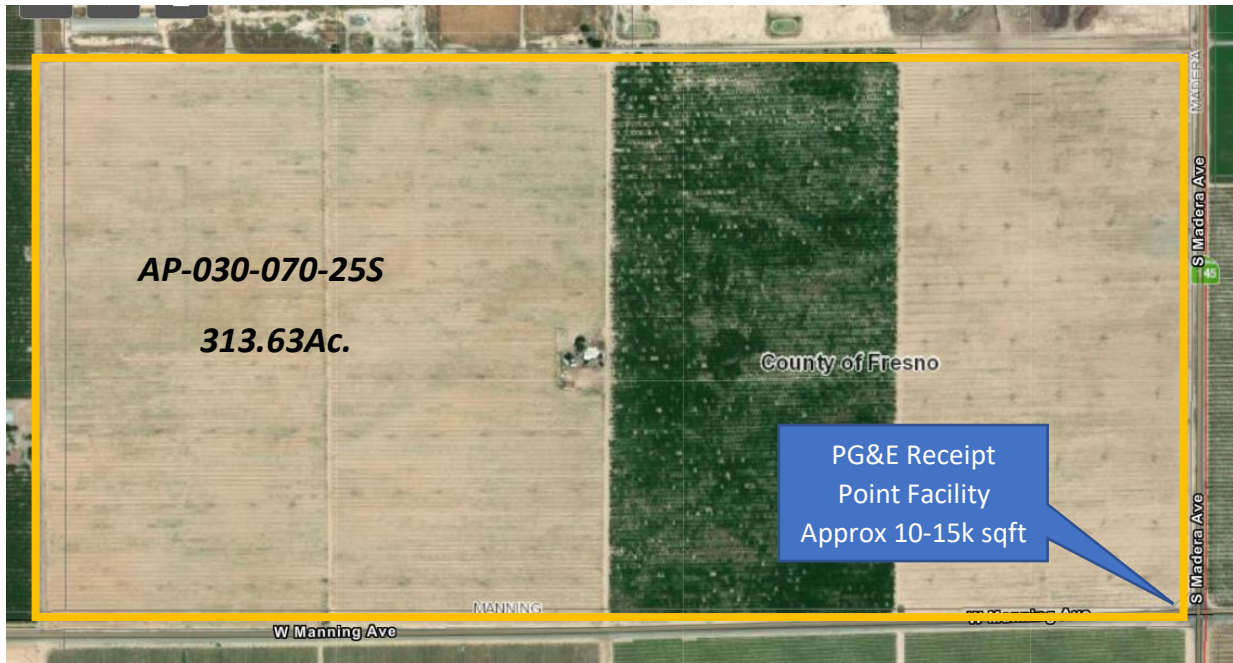 MADERA
S Madera Ave
145
AP-030-070-25S
313.63Ac.
County of Fresno
PG&E Receipt
Point Facility
Approx 10-15k sqft
S Madera Ave
MANNING
W Manning Ave
W Manning Ave